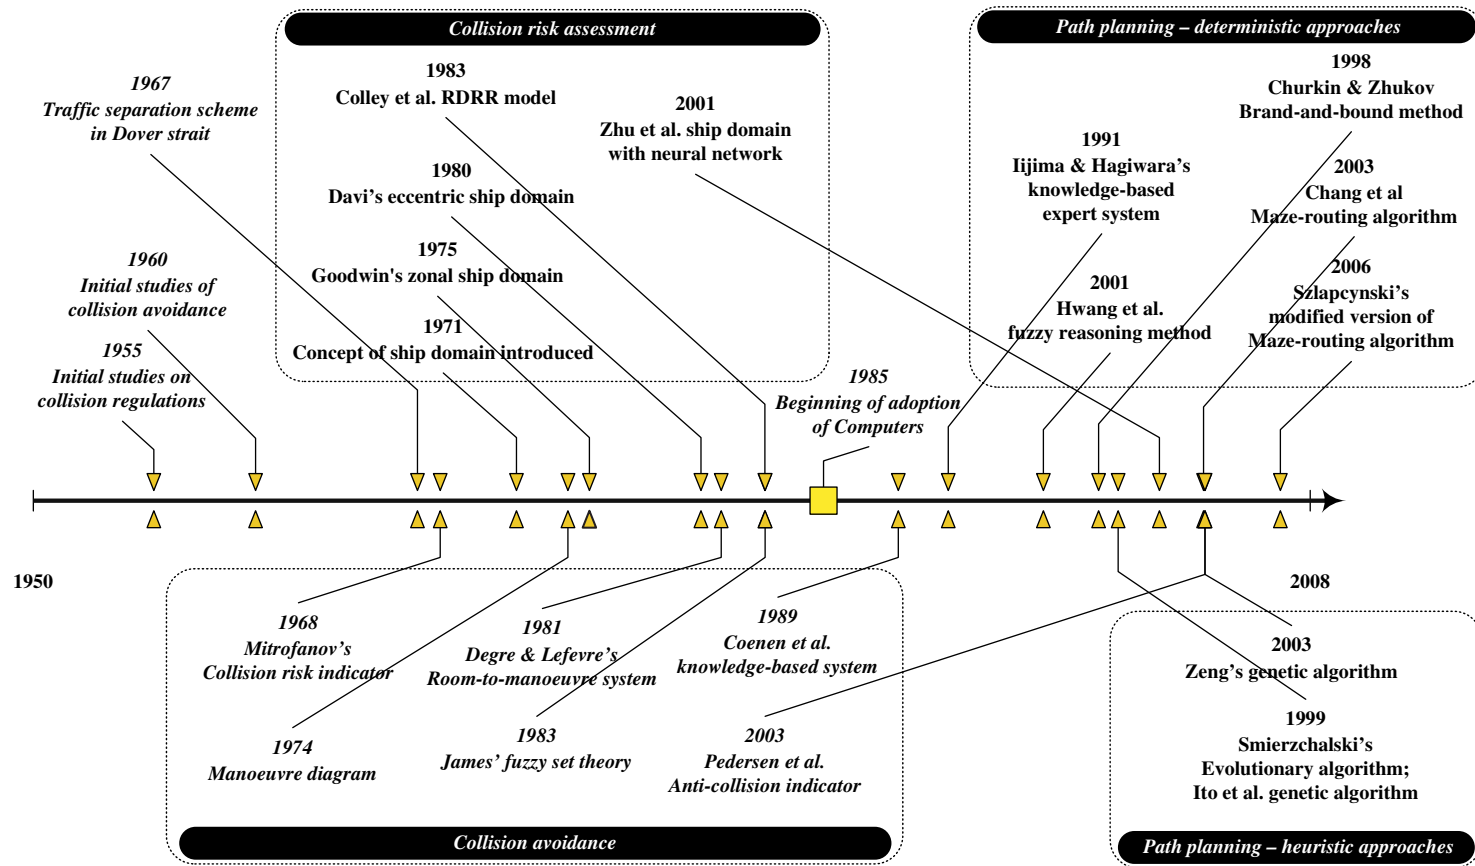 Collision risk assessment
Path planning – deterministic approaches
1967
Traffic separation scheme
in Dover strait
1983
Colley et al. RDRR model
2001
Zhu et al. ship domain
with neural network
1998
Churkin & Zhukov
Brand-and-bound method
1991
Iijima & Hagiwara's
knowledge-based
expert system
1980
Davi's eccentric ship domain
2003
Chang et al
Maze-routing algorithm
1960
Initial studies of
collision avoidance
1975
Goodwin's zonal ship domain
2001
Hwang et al.
fuzzy reasoning method
2006
Szlapcynski's
modified version of
Maze-routing algorithm
1971
Concept of ship domain introduced
1955
Initial studies on
collision regulations
1985
Beginning of adoption
of Computers
1950
2008
1968
Mitrofanov's
Collision risk indicator
1981
Degre & Lefevre's
Room-to-manoeuvre system
1989
Coenen et al.
knowledge-based system
2003
Zeng's genetic algorithm
1974
Manoeuvre diagram
1983
James' fuzzy set theory
2003
Pedersen et al.
Anti-collision indicator
1999
Smierzchalski's
Evolutionary algorithm;
Ito et al. genetic algorithm
Collision avoidance
Path planning – heuristic approaches